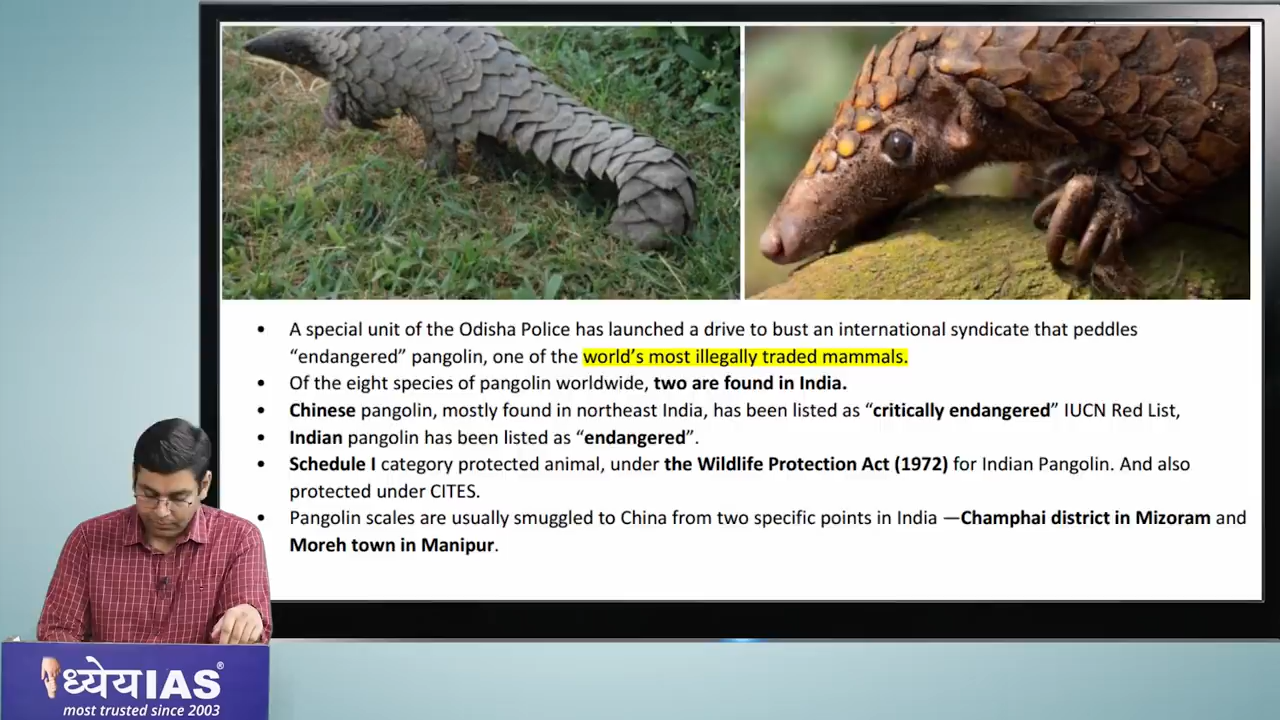 • A special unit of the Odisha Police has launched a drive to bust an international syndicate that peddles
“endangered” pangolin, one of the world’s most illegally traded mammals.
• Of the eight species of pangolin worldwide, two are found in India.
• Chinese pangolin, mostly found in northeast India, has been listed as “critically endangered” IUCN Red List,
• Indian pangolin has been listed as “endangered”.
• Schedule I category protected animal, under the Wildlife Protection Act (1972) for Indian Pangolin. And also
protected under CITES.
• Pangolin scales are usually smuggled to China from two specific points in India —Champhai district in Mizoram and
Moreh town in Manipur.
ध्येय IAS®
most trusted since 2003